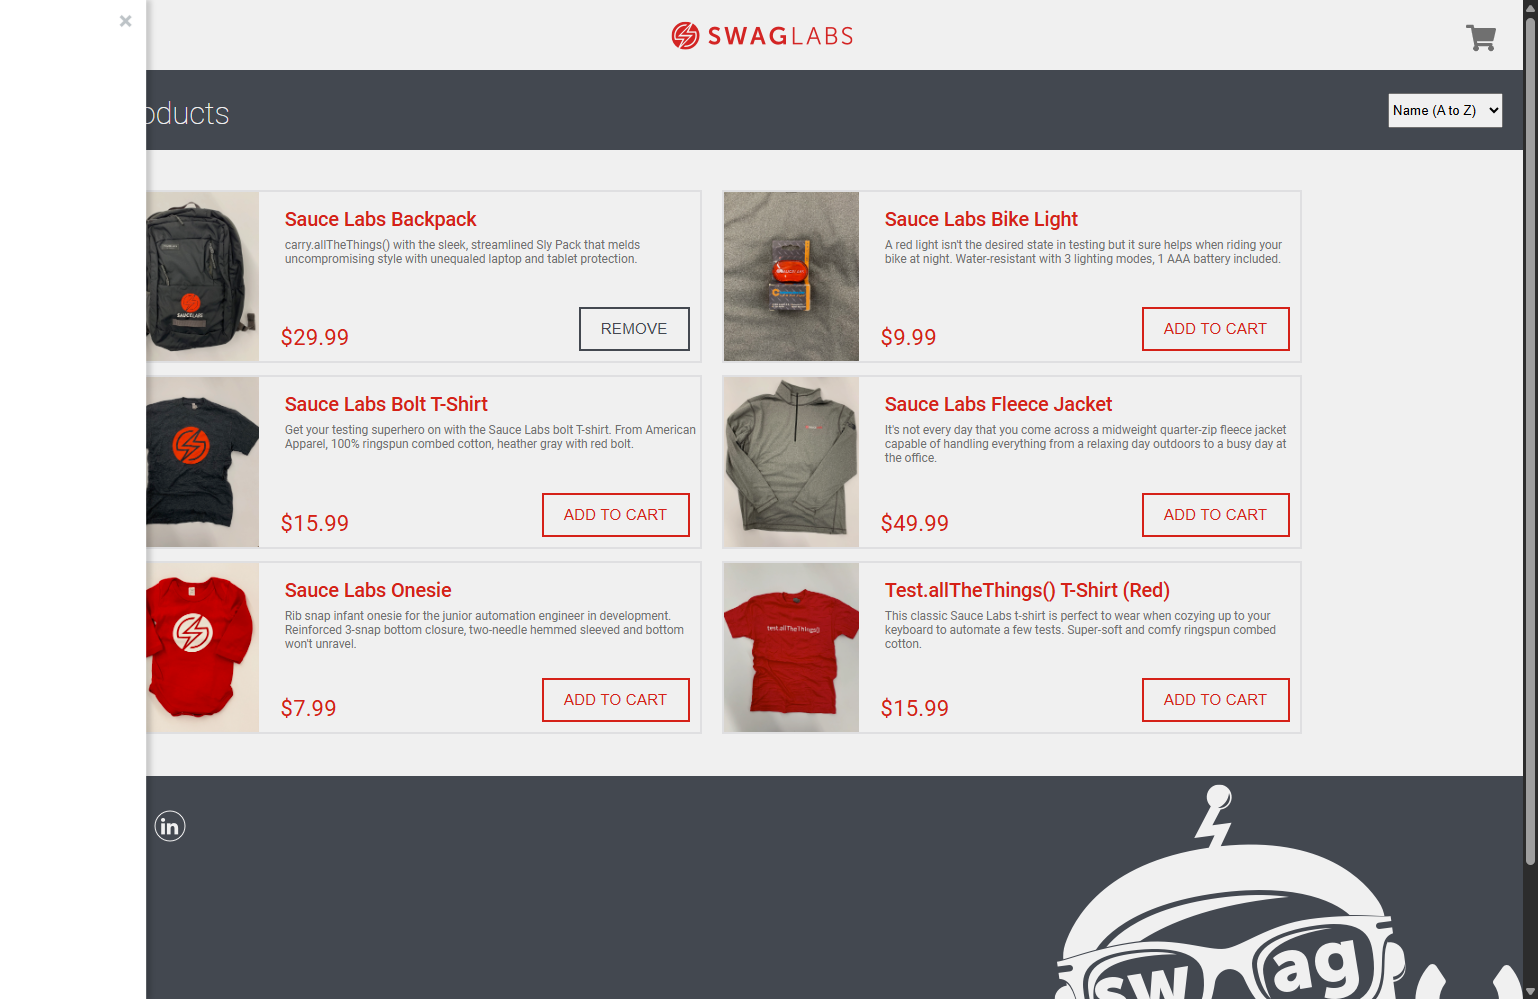 ×
SWAGLABS
oducts
Name (A to Z)
Sauce Labs Backpack
carry.allTheThings() with the sleek, streamlined Sly Pack that melds
uncompromising style with unequaled laptop and tablet protection.
$29.99
REMOVE
SAUCELABS
Sauce Labs Bike Light
A red light isn't the desired state in testing but it sure helps when riding your
bike at night. Water-resistant with 3 lighting modes, 1 AAA battery included.
$9.99
ADD TO CART
Sauce Labs Bolt T-Shirt
Get your testing superhero on with the Sauce Labs bolt T-shirt. From American
Apparel, 100% ringspun combed cotton, heather gray with red bolt.
$15.99
ADD TO CART
Sauce Labs Fleece Jacket
It's not every day that you come across a midweight quarter-zip fleece jacket
capable of handling everything from a relaxing day outdoors to a busy day at
the office.
$49.99
ADD TO CART
Sauce Labs Onesie
Rib snap infant onesie for the junior automation engineer in development.
Reinforced 3-snap bottom closure, two-needle hemmed sleeved and bottom
won't unravel.
$7.99
ADD TO CART
Test.allTheThings() T-Shirt (Red)
This classic Sauce Labs t-shirt is perfect to wear when cozying up to your
keyboard to automate a few tests. Super-soft and comfy ringspun combed
cotton.
test.allTheThings()
$15.99
ADD TO CART
in
sw ag